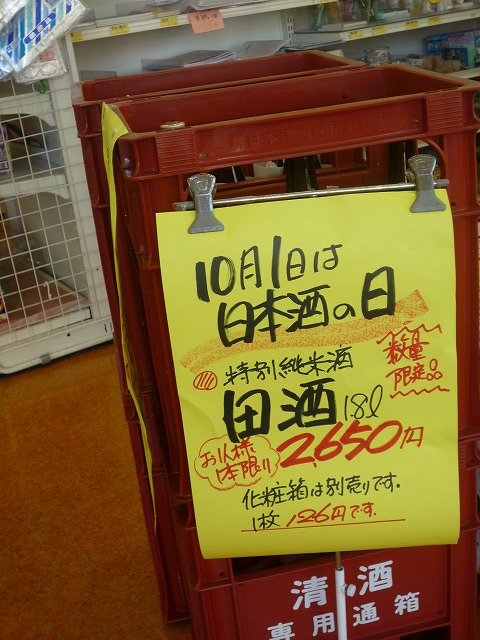 10月1日は
日本酒の日
特別純米酒
数量
限定品
田酒 1.8ℓ
お1人様
1本限り
2,650円
化粧箱は別売りです。
1枚 126円です。
清酒
専用通箱